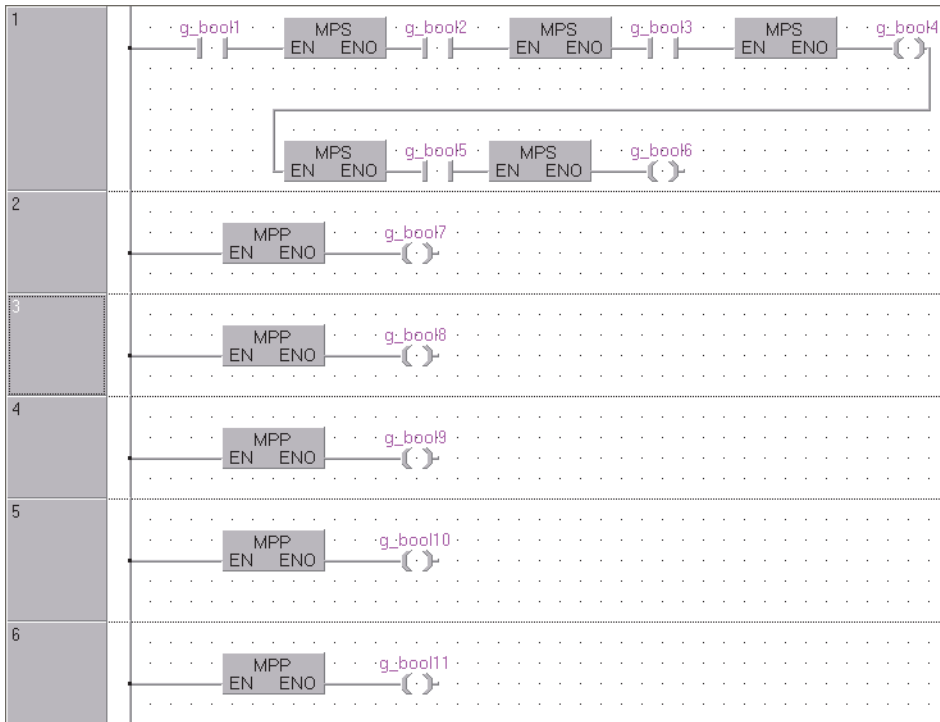 1
g_bool1 MPS g_bool2 MPS g_bool3 MPS g_bool4
EN ENO EN ENO EN ENO
MPS g_bool5 MPS g_bool6
EN ENO EN ENO
2
MPP g_bool7
EN ENO
3
MPP g_bool8
EN ENO
4
MPP g_bool9
EN ENO
5
MPP g_bool10
EN ENO
6
MPP g_bool11
EN ENO